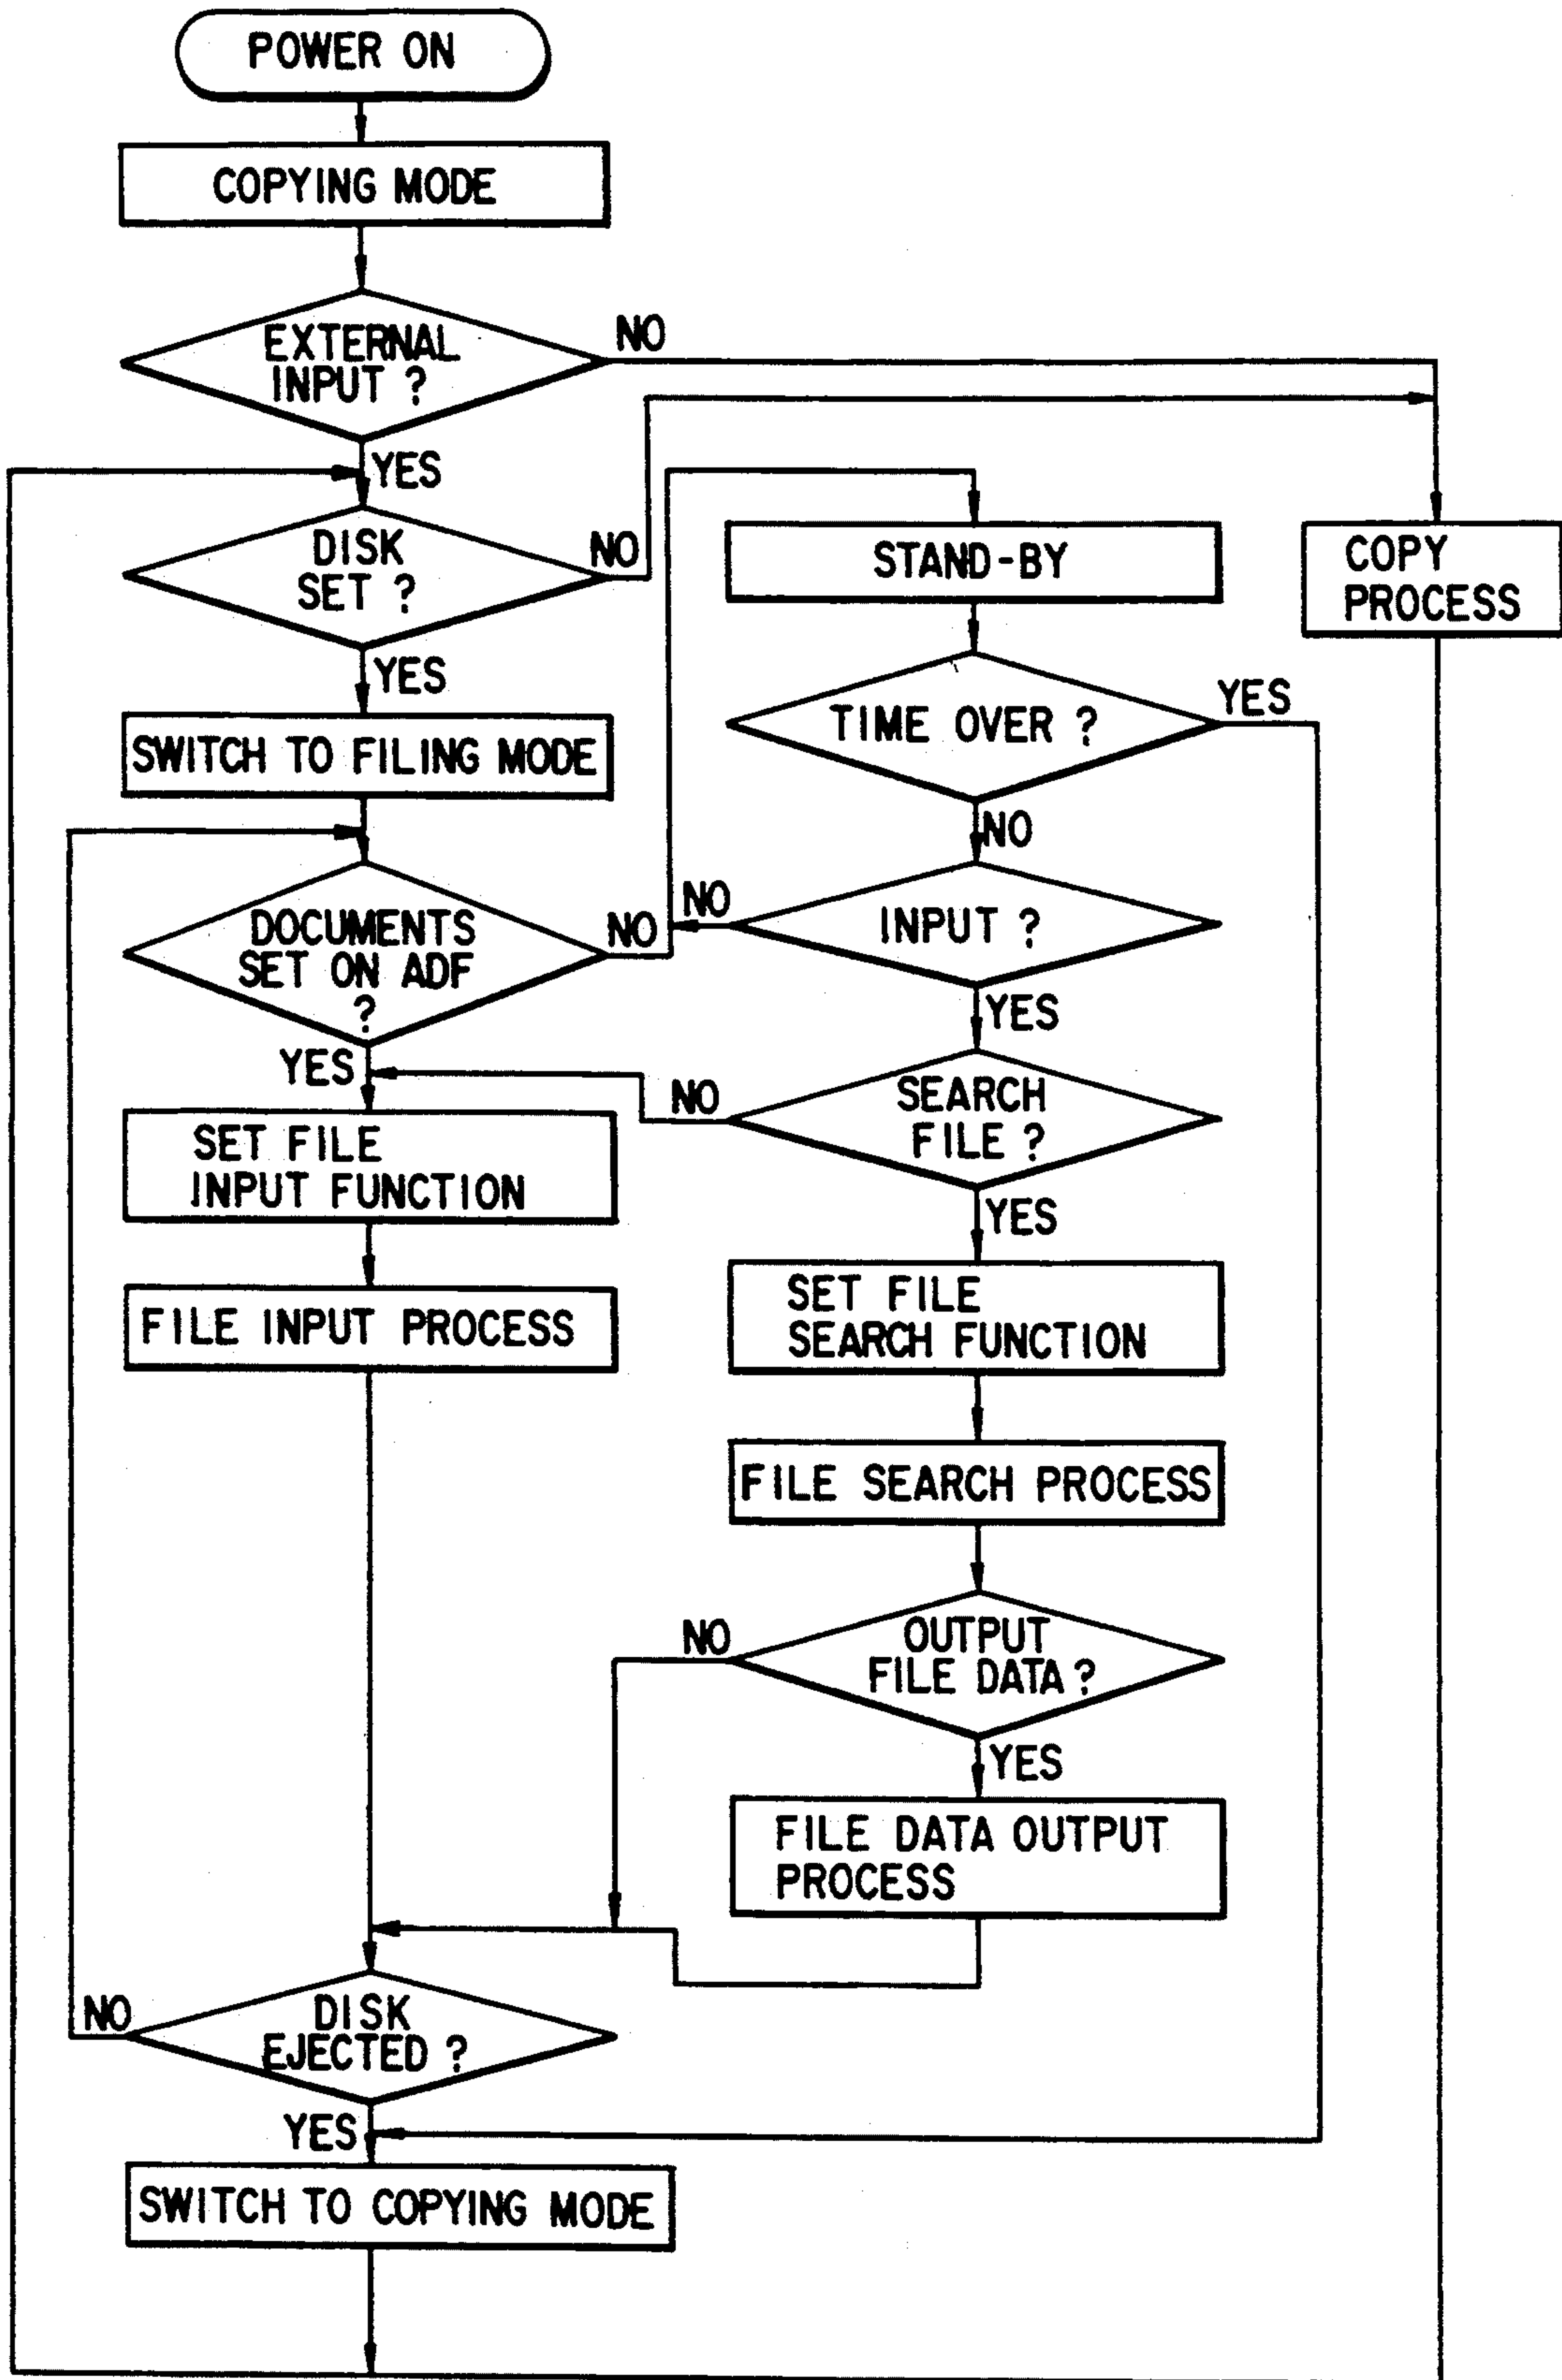 POWER ON
COPYING MODE
EXTERNAL
INPUT ?
NO
YES
DISK
SET ?
NO
YES
SWITCH TO FILING MODE
DOCUMENTS
SET ON ADF
?
NO
YES
SET FILE
INPUT FUNCTION
FILE INPUT PROCESS
STAND-BY
TIME OVER ?
YES
NO
INPUT ?
NO
YES
SEARCH
FILE ?
NO
YES
SET FILE
SEARCH FUNCTION
FILE SEARCH PROCESS
OUTPUT
FILE DATA ?
NO
YES
FILE DATA OUTPUT
PROCESS
COPY
PROCESS
DISK
EJECTED ?
NO
YES
SWITCH TO COPYING MODE